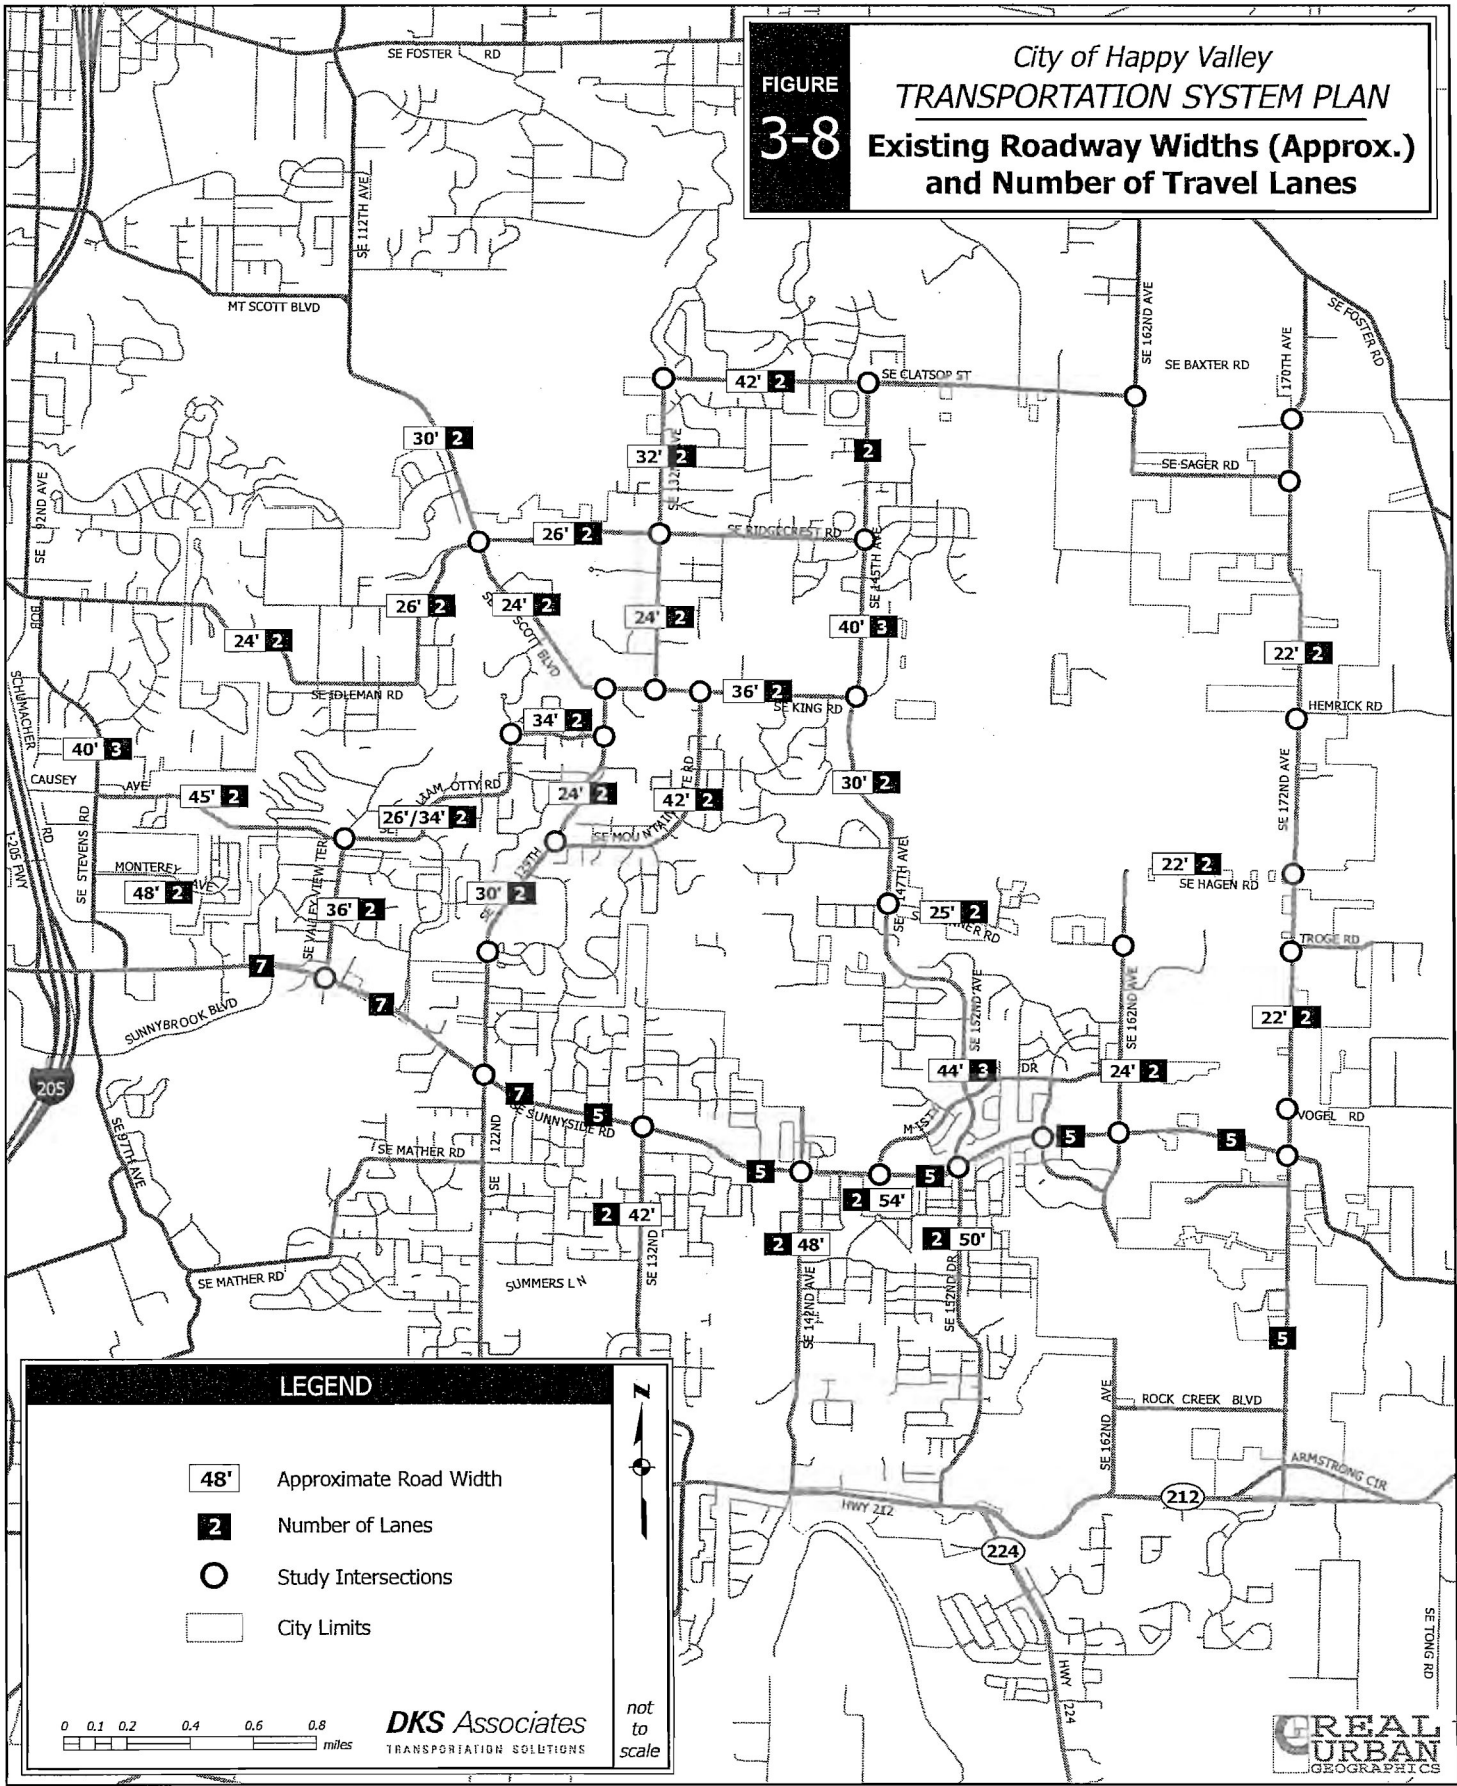 FIGURE
3-8
City of Happy Valley
TRANSPORTATION SYSTEM PLAN
Existing Roadway Widths (Approx.)
and Number of Travel Lanes
SE FOSTER RD
SE 112TH AVE
MT SCOTT BLVD
SE 162ND AVE
SE FOSTER RD
170TH AVE
SE BAXTER RD
SE CLATSOP ST
42' 2
30' 2
32' 2
2
SE SAGER RD
SE 92ND AVE
26' 2
SE RIDGECREST RD
SE 145TH AVE
26' 2
24' 2
SCOTT BLVD
24' 2
40' 3
24' 2
22' 2
SE IDLEMAN RD
36' 2
SE KING RD
HEMRICK RD
BOB
SCHUMACHER
RD
34' 2
40' 3
CAUSEY AVE
45' 2
OTTY RD
26'/34' 2
24' 2
42' 2
30' 2
SE 172ND AVE
SE STEVENS RD
I-205 FWY
MONTEREY AVE
48' 2
SE VALLEY VIEW TER
36' 2
30' 2
SE 147TH AVE
22' 2
SE HAGEN RD
25' 2
TROGE RD
7
7
SUNNYBROOK BLVD
SE 152ND AVE
SE 162ND AVE
22' 2
205
44' 3
DR
24' 2
7
5
SE SUNNYSIDE RD
VOGEL RD
SE 97TH AVE
SE MATHER RD
SE 122ND
5
5
5
5
2 54'
2 42'
2 48'
2 50'
SE 132ND
SE MATHER RD
SUMMERS LN
SE 142ND AVE
SE 152ND DR
5
SE 162ND AVE
ROCK CREEK BLVD
ARMSTRONG CIR
212
HWY 212
224
HWY 224
SE TONG RD
LEGEND
48' Approximate Road Width
2 Number of Lanes
Study Intersections
City Limits
0 0.1 0.2 0.4 0.6 0.8
miles
DKS Associates
TRANSPORTATION SOLUTIONS
N
not
to
scale
REAL
URBAN
GEOGRAPHICS